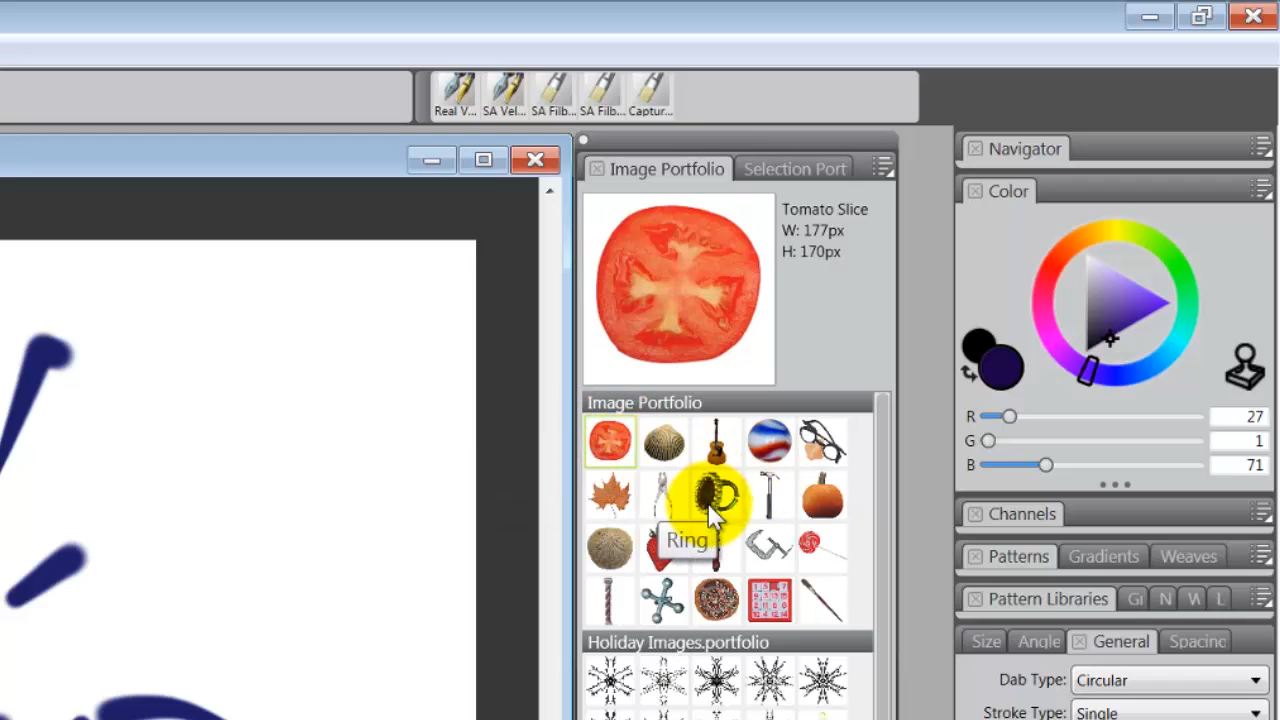 Real V... SA Vel... SA Filb... SA Filb... Captur...
Image Portfolio Selection Port
Tomato Slice
W: 177px
H: 170px
Image Portfolio
Ring
Holiday Images.portfolio
Navigator
Color
R 27
G 1
B 71
Channels
Patterns Gradients Weaves
Pattern Libraries Gi N W L
Size Angle General Spacing
Dab Type: Circular
Stroke Type: Single